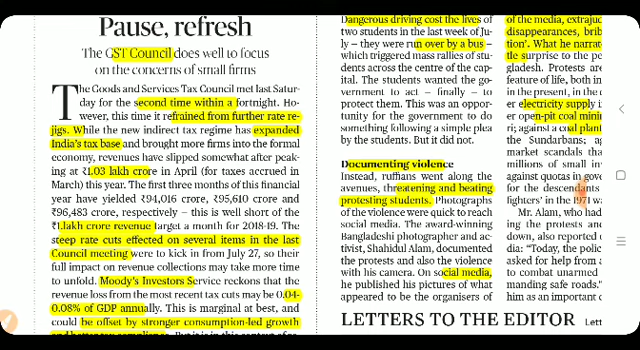 Pause, refresh
The GST Council does well to focus
on the concerns of small firms
The Goods and Services Tax Council met last Satur-
day for the second time within a fortnight. Ho-
wever, this time it refrained from further rate re-
jigs. While the new indirect tax regime has expanded
India's tax base and brought more firms into the formal
economy, revenues have slipped somewhat after peak-
ing at ₹1.03 lakh crore in April (for taxes accrued in
March) this year. The first three months of this financial
year have yielded ₹94,016 crore, ₹95,610 crore and
₹96,483 crore, respectively – this is well short of the
₹1 lakh crore revenue target a month for 2018-19. The
steep rate cuts effected on several items in the last
Council meeting were to kick in from July 27, so their
full impact on revenue collections may take more time
to unfold. Moody's Investors Service reckons that the
revenue loss from the most recent tax cuts may be 0.04-
0.08% of GDP annually. This is marginal at best, and
could be offset by stronger consumption-led growth
Dangerous driving cost the lives of
two students in the last week of Ju-
ly – they were run over by a bus –
which triggered mass rallies of stu-
dents across the centre of the cap-
ital. The students wanted the go-
vernment to act – finally – to
protect them. This was an opportu-
nity for the government to do
something following a simple plea
by the students. But it did not.
Documenting violence
Instead, ruffians went along the
avenues, threatening and beating
protesting students. Photographs
of the violence were quick to reach
social media. The award-winning
Bangladeshi photographer and ac-
tivist, Shahidul Alam, documented
the protests and also the violence
with his camera. On social media,
he published his pictures of what
appeared to be the organisers of
of the media, extrajud
disappearances, brib
tion'. What he narrat
tle surprise to the pe
gladesh. Protests are
feature of life, both in
in the present, in the c
er electricity supply i
er open-pit coal mini
ri; against a coal plant
the Sundarbans; ag
market scandals tha
millions of small inv
against quotas in gove
for the descendants
fighters' in the 1971 wa
Mr. Alam, who had
ing the protests and
down, also reported o
dia: "Today, the polic
asked for help from a
to combat unarmed
manding safe roads."
him as an important c
LETTERS TO THE EDITOR Lett